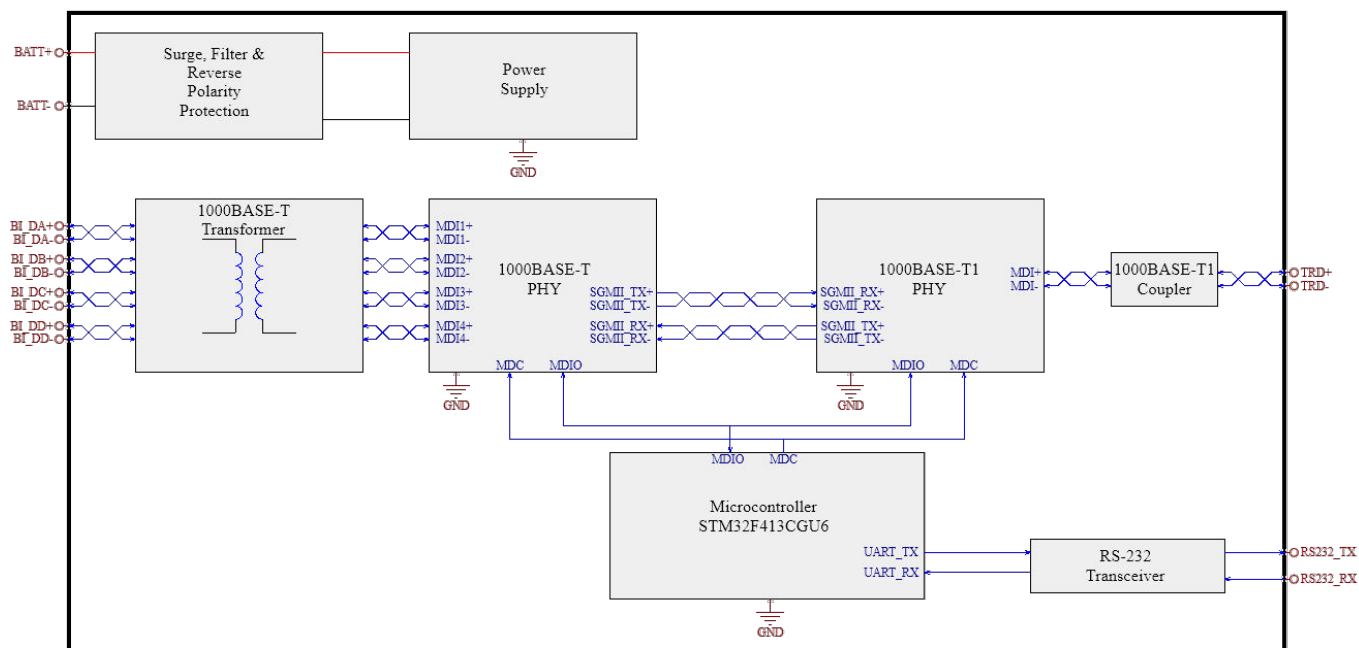 BATT+
BATT-
Surge, Filter &
Reverse
Polarity
Protection
Power
Supply
GND
BI_DA+
BI_DA-
BI_DB+
BI_DB-
BI_DC+
BI_DC-
BI_DD+
BI_DD-
1000BASE-T
Transformer
MDI1+
MDI1-
MDI2+
MDI2-
MDI3+
MDI3-
MDI4+
MDI4-
1000BASE-T
PHY
SGMII_TX+
SGMII_TX-
SGMII_RX+
SGMII_RX-
MDC
MDIO
GND
SGMII_RX+
SGMII_RX-
SGMII_TX+
SGMII_TX-
1000BASE-T1
PHY
MDI+
MDI-
MDIO
MDC
GND
1000BASE-T1
Coupler
TRD+
TRD-
MDIO
MDC
Microcontroller
STM32F413CGU6
UART_TX
UART_RX
GND
RS-232
Transceiver
RS232_TX
RS232_RX